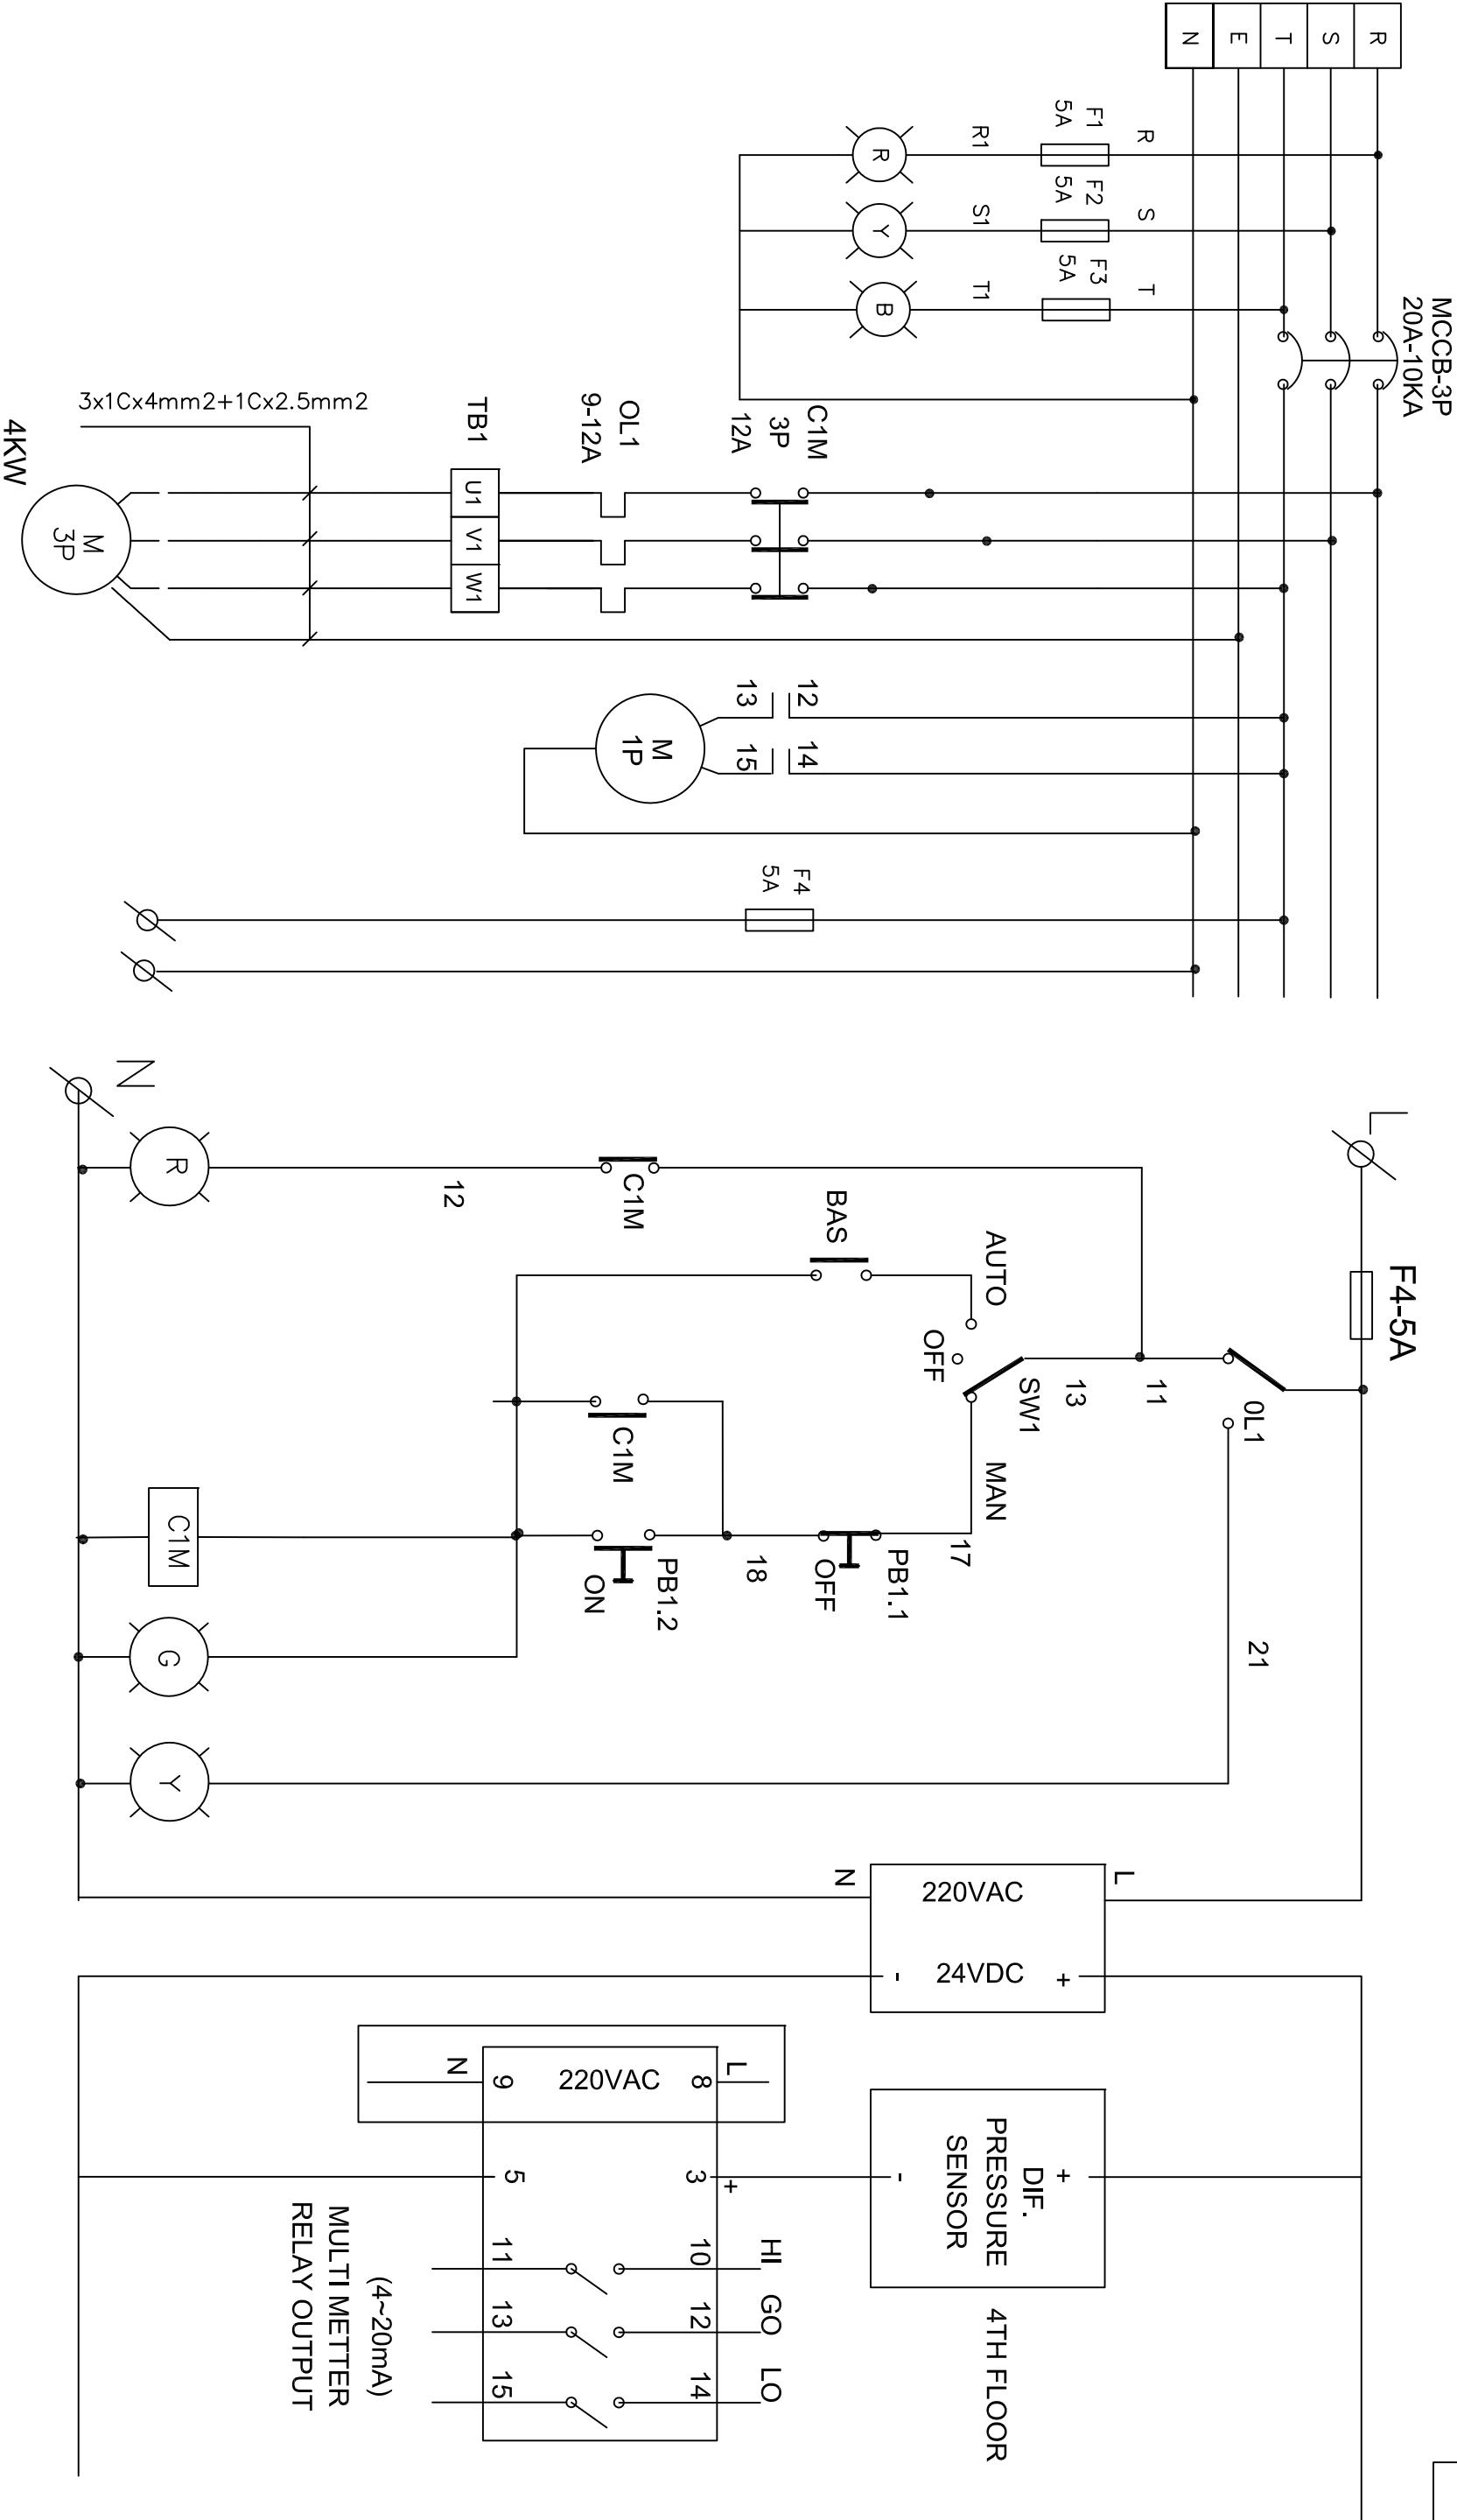 R
S
T
E
N
MCCB-3P
20A-10KA
R
F1
5A
R1
R
S
F2
5A
S1
Y
T
F3
5A
T1
B
C1M
3P
12A
OL1
9-12A
TB1
U1
V1
W1
3x1Cx4mm2+1Cx2.5mm2
4KW
M
3P
12
13
14
15
M
1P
F4
5A
L
N
F4-5A
0L1
11
13
21
SW1
AUTO
OFF
MAN
BAS
C1M
12
R
17
PB1.1
OFF
18
PB1.2
ON
C1M
C1M
G
Y
L
N
220VAC
24VDC
+
-
+
DIF.
PRESSURE
SENSOR
-
4TH FLOOR
L
8
220VAC
9
N
+
3
5
HI
10
11
GO
12
13
LO
14
15
(4~20mA)
MULTI METTER
RELAY OUTPUT